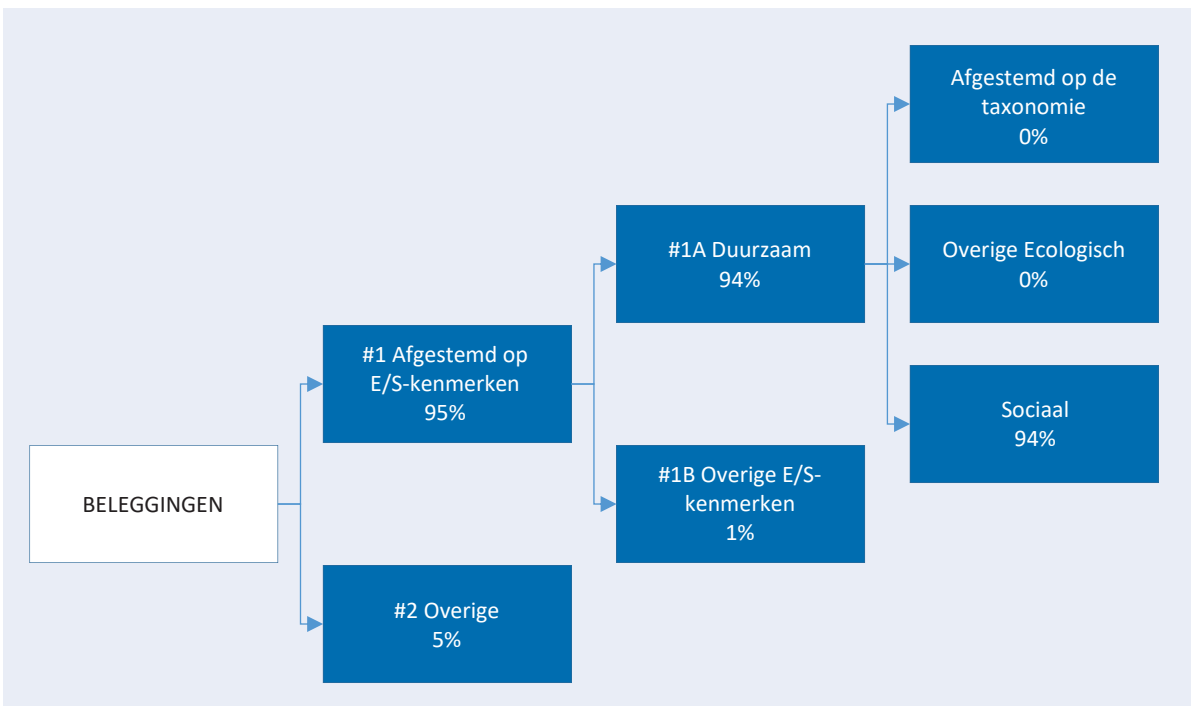 BELEGGINGEN
#1 Afgestemd op
E/S-kenmerken
95%
#2 Overige
5%
#1A Duurzaam
94%
#1B Overige E/S-
kenmerken
1%
Afgestemd op de
taxonomie
0%
Overige Ecologisch
0%
Sociaal
94%